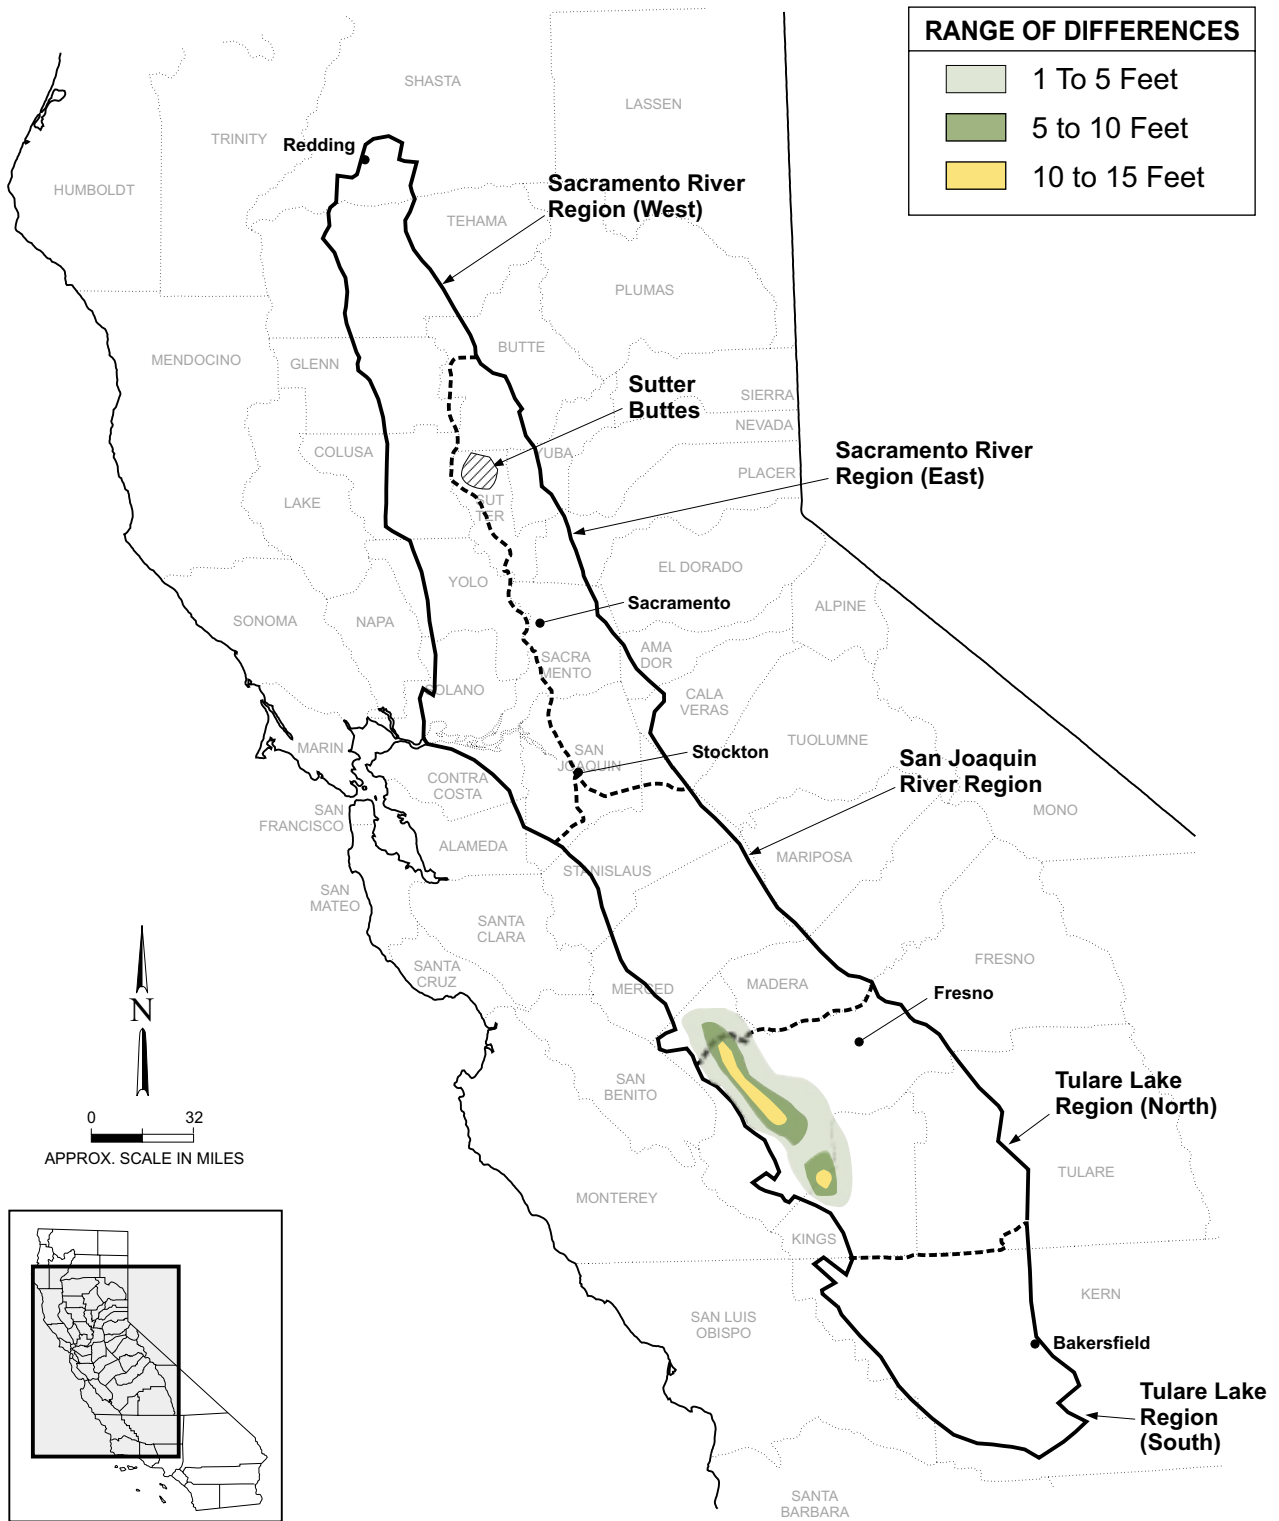 RANGE OF DIFFERENCES
1 To 5 Feet
5 to 10 Feet
10 to 15 Feet
SHASTA
LASSEN
TRINITY
Redding
HUMBOLDT
Sacramento River
Region (West)
TEHAMA
PLUMAS
MENDOCINO
GLENN
BUTTE
Sutter
Buttes
SIERRA
NEVADA
COLUSA
YUBA
PLACER
Sacramento River
Region (East)
LAKE
SUT
TER
EL DORADO
YOLO
Sacramento
ALPINE
SONOMA
NAPA
AMA
DOR
SACRA
MENTO
SOLANO
CALA
VERAS
MARIN
SAN
JOAQUIN
Stockton
TUOLUMNE
San Joaquin
River Region
CONTRA
COSTA
SAN
FRANCISCO
MONO
ALAMEDA
MARIPOSA
STANISLAUS
SAN
MATEO
SANTA
CLARA
SANTA
CRUZ
MERCED
MADERA
FRESNO
Fresno
N
SAN
BENITO
Tulare Lake
Region (North)
0 32
APPROX. SCALE IN MILES
TULARE
MONTEREY
KINGS
KERN
SAN LUIS
OBISPO
Bakersfield
Tulare Lake
Region
(South)
SANTA
BARBARA